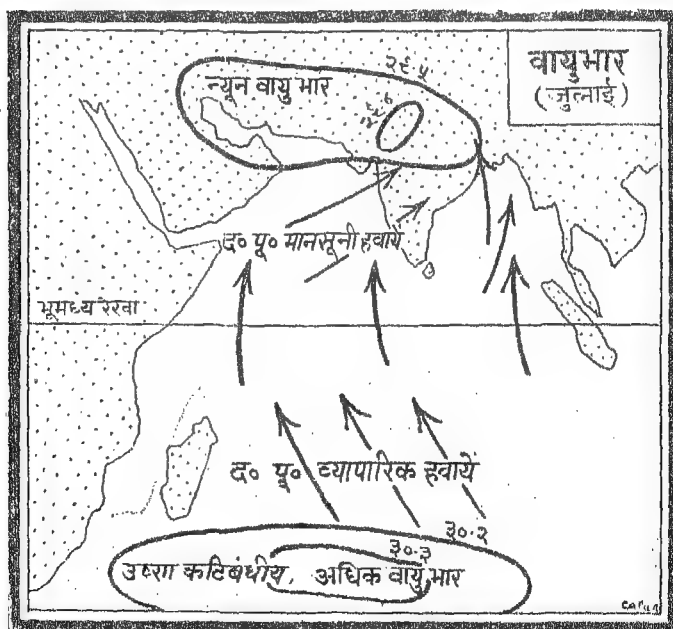 वायुभार
(जुलाई)
२९.५
न्यून वायु भार
द० पू० मानसूनी हवायें
भूमध्य रेखा
द० पू० व्यापारिक हवायें
३०.२
३०.३
उष्ण कटिबंधीय, अधिक वायु भार